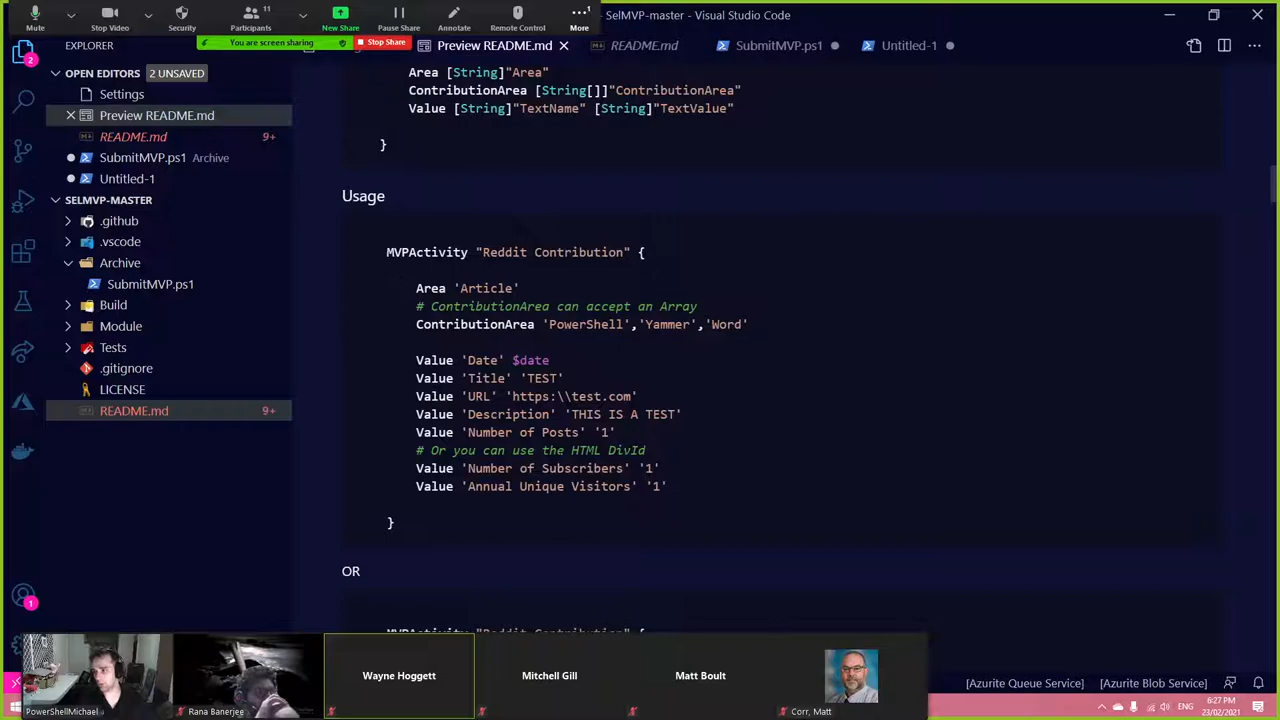 Mute
Stop Video
Security
Participants
11
New Share
Pause Share
Annotate
Remote Control
More
You are screen sharing
Stop Share
- SelMVP-master - Visual Studio Code
EXPLORER
Preview README.md
README.md
SubmitMVP.ps1
Untitled-1
2
OPEN EDITORS
2 UNSAVED
Settings
Preview README.md
README.md
9+
SubmitMVP.ps1 Archive
Untitled-1
SELMVP-MASTER
.github
.vscode
Archive
SubmitMVP.ps1
Build
Module
Tests
.gitignore
LICENSE
README.md
9+
1
Area [String]"Area"
ContributionArea [String[]]"ContributionArea"
Value [String]"TextName" [String]"TextValue"
}
Usage
MVPActivity "Reddit Contribution" {
Area 'Article'
# ContributionArea can accept an Array
ContributionArea 'PowerShell','Yammer','Word'
Value 'Date' $date
Value 'Title' 'TEST'
Value 'URL' 'https:\\test.com'
Value 'Description' 'THIS IS A TEST'
Value 'Number of Posts' '1'
# Or you can use the HTML DivId
Value 'Number of Subscribers' '1'
Value 'Annual Unique Visitors' '1'
}
OR
MVPActivity "Reddit Contribution" {
PowerShellMichael
Rana Banerjee
Wayne Hoggett
Mitchell Gill
Matt Boult
Corr, Matt
[Azurite Queue Service]
[Azurite Blob Service]
ENG
6:27 PM
23/02/2021